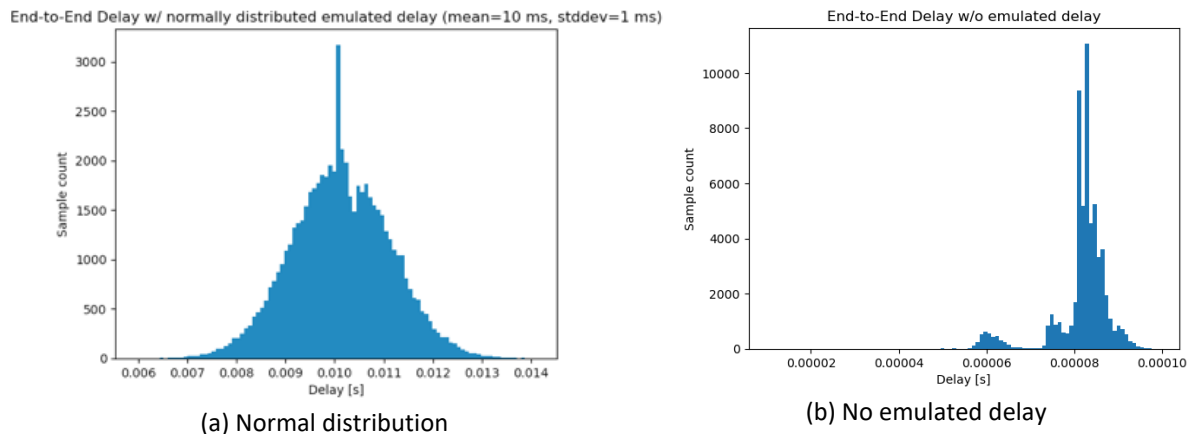 End-to-End Delay w/ normally distributed emulated delay (mean=10 ms, stddev=1 ms)
3000
2500
2000
1500
1000
500
0
Sample count
0.006 0.007 0.008 0.009 0.010 0.011 0.012 0.013 0.014
Delay [s]
(a) Normal distribution
End-to-End Delay w/o emulated delay
10000
8000
6000
4000
2000
0
Sample count
0.00002 0.00004 0.00006 0.00008 0.00010
Delay [s]
(b) No emulated delay